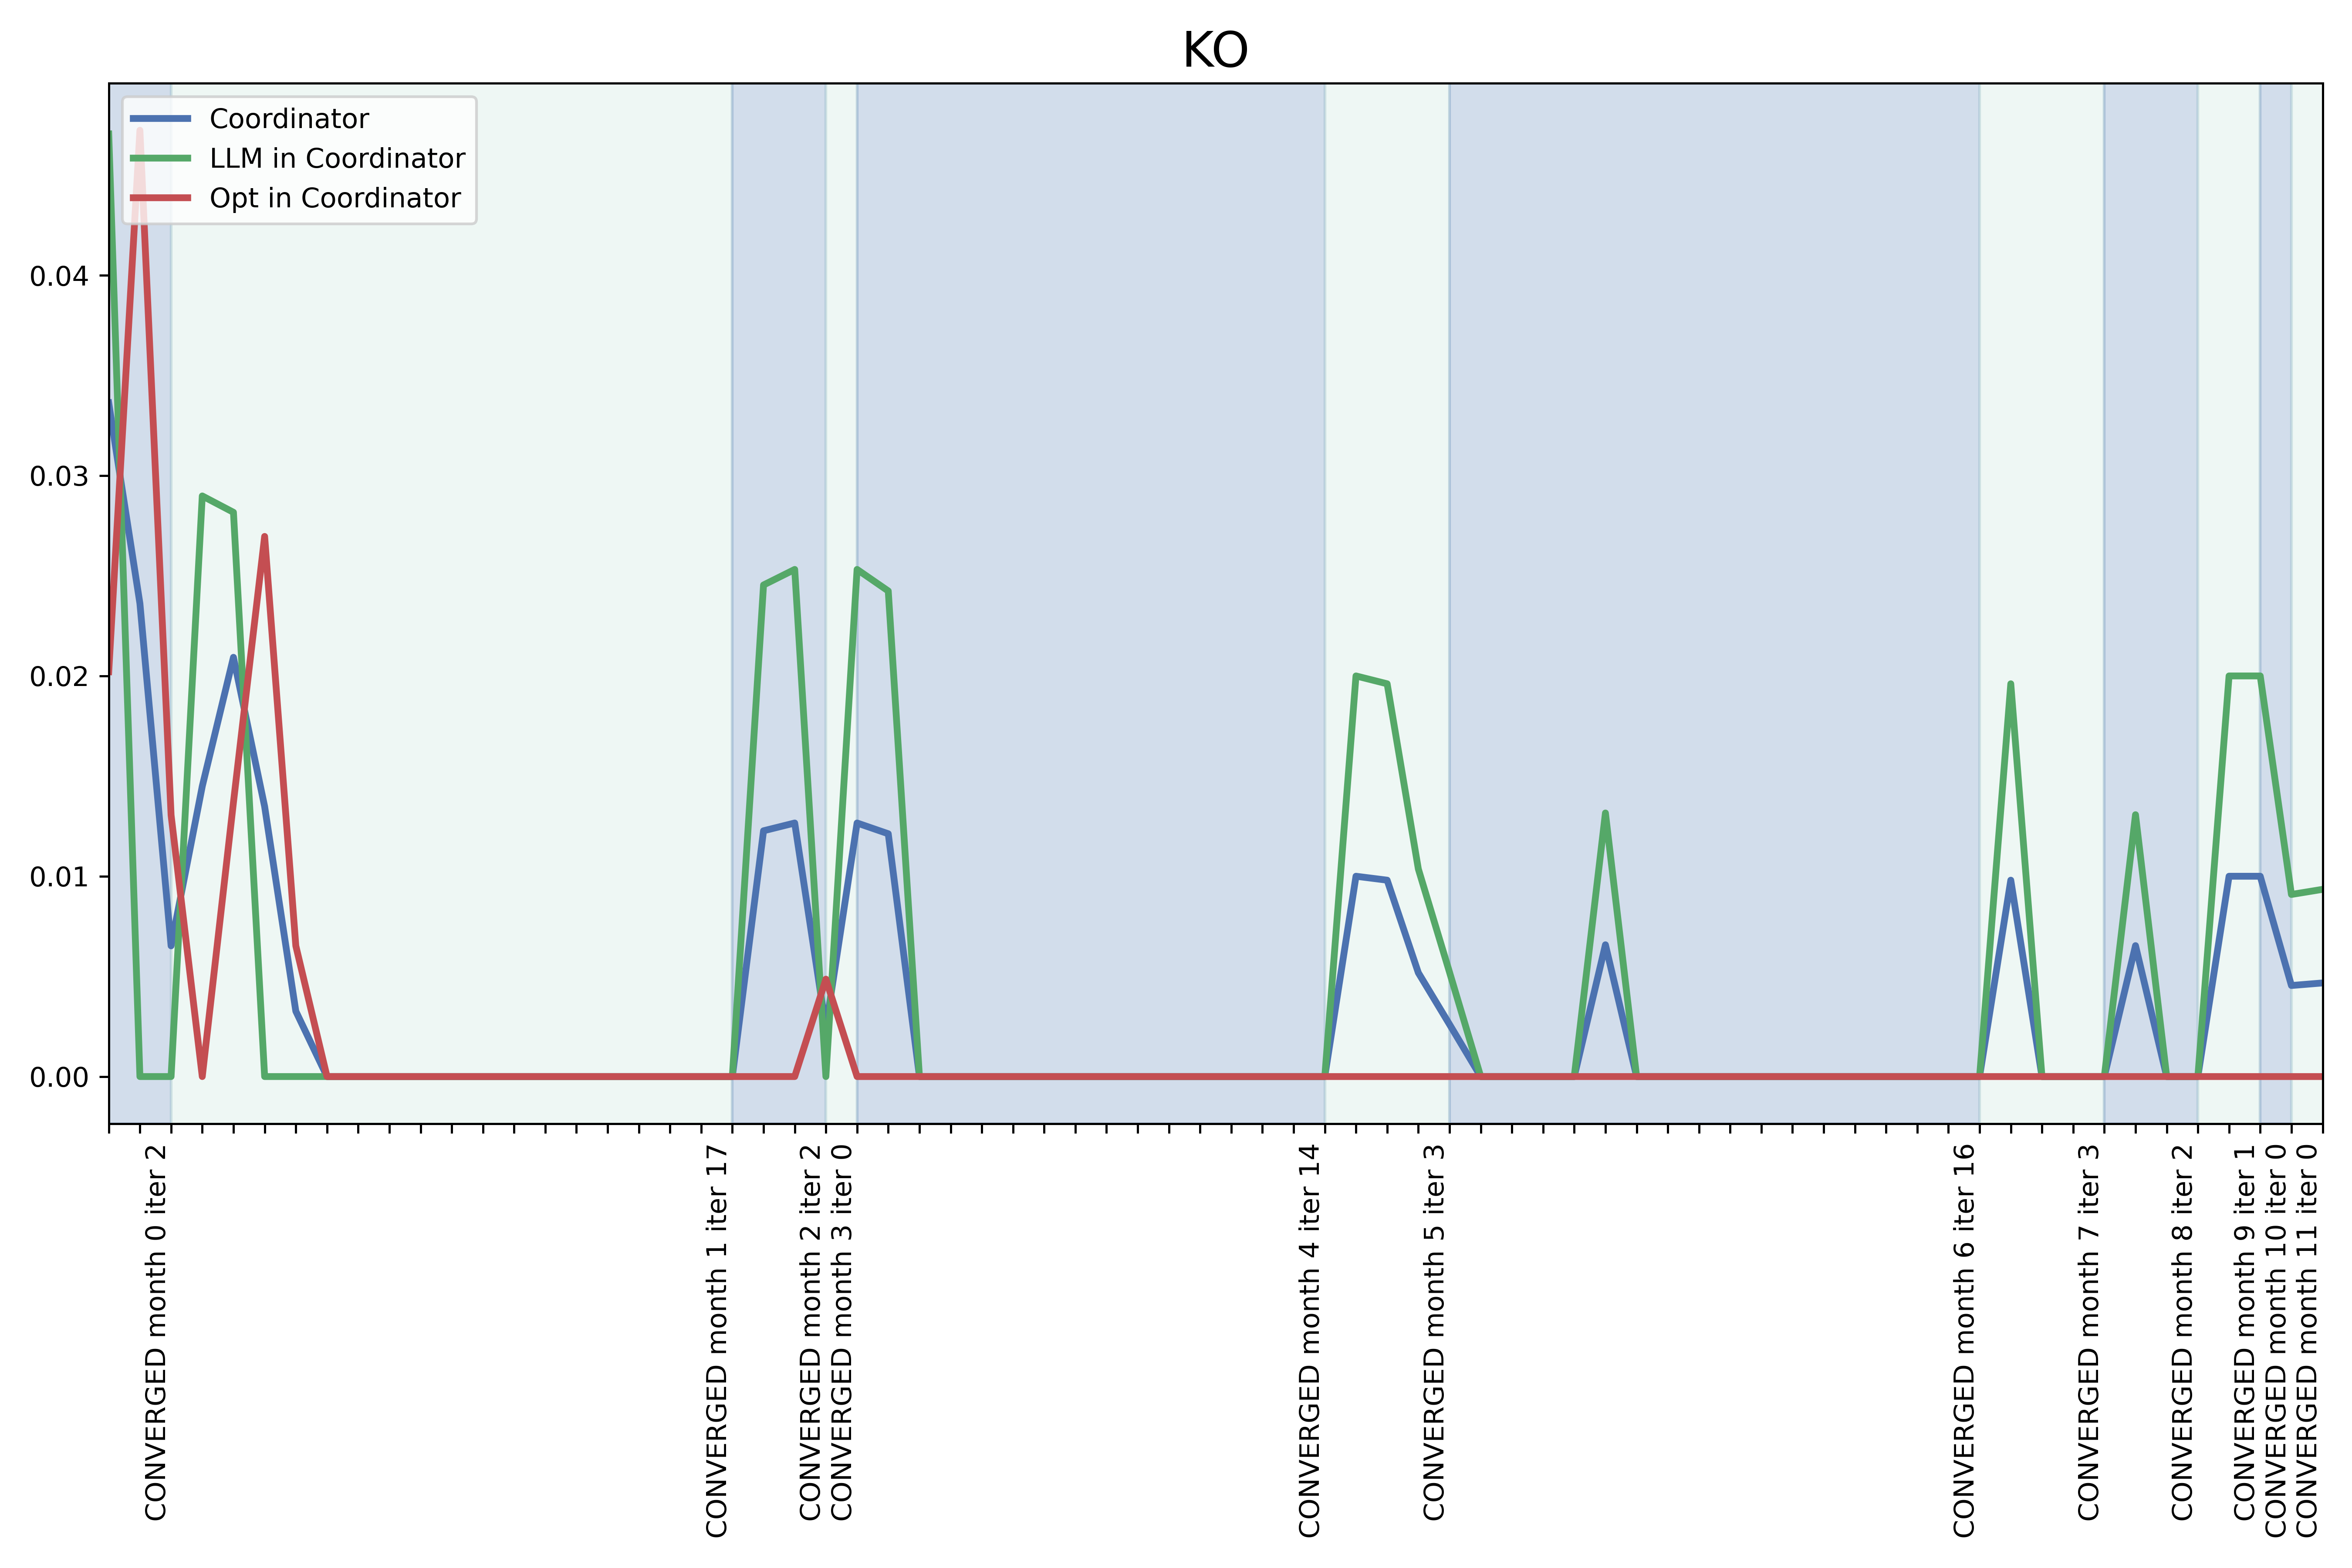 KO
Coordinator
LLM in Coordinator
Opt in Coordinator
0.04
0.03
0.02
0.01
0.00
CONVERGED month 0 iter 2
CONVERGED month 1 iter 17
CONVERGED month 2 iter 2
CONVERGED month 3 iter 0
CONVERGED month 4 iter 14
CONVERGED month 5 iter 3
CONVERGED month 6 iter 16
CONVERGED month 7 iter 3
CONVERGED month 8 iter 2
CONVERGED month 9 iter 1
CONVERGED month 10 iter 0
CONVERGED month 11 iter 0